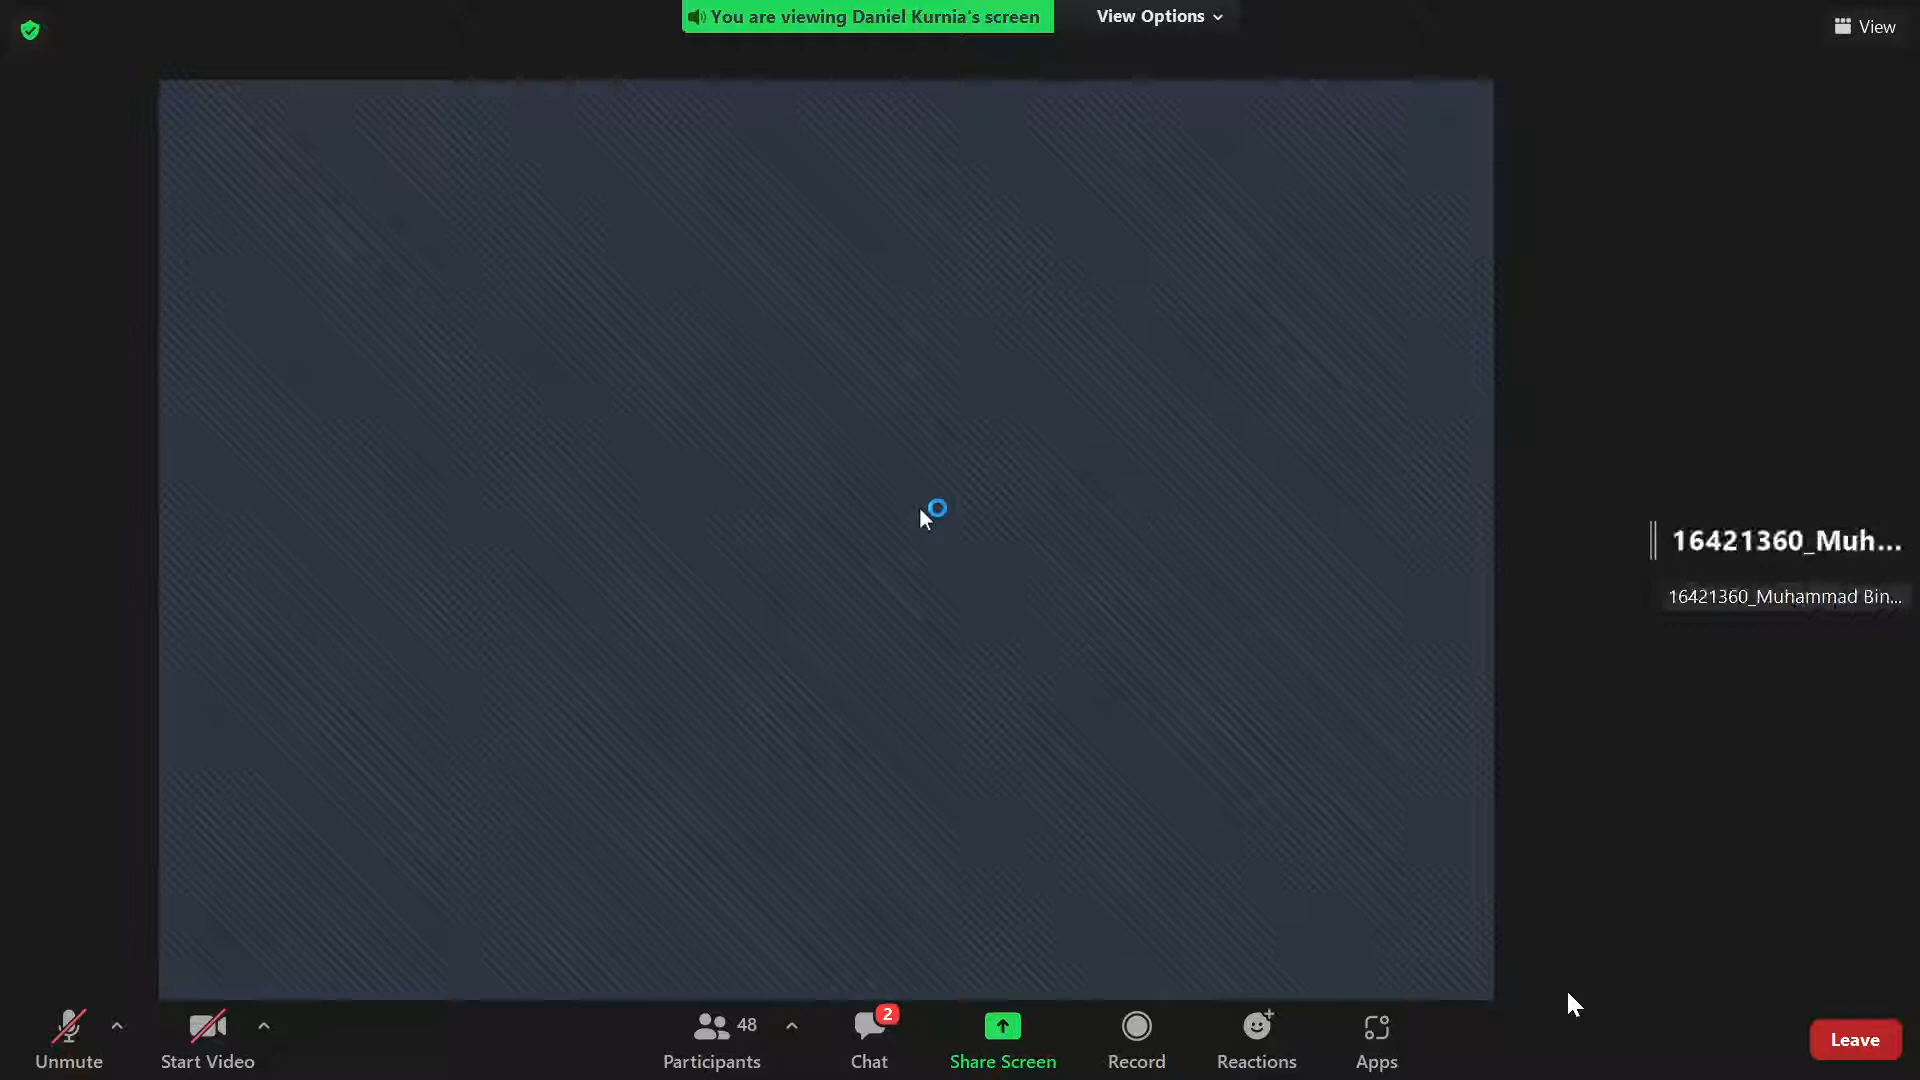 You are viewing Daniel Kurnia's screen
View Options
View
16421360_Muh...
16421360_Muhammad Bin...
Unmute
Start Video
48
Participants
2
Chat
Share Screen
Record
Reactions
Apps
Leave